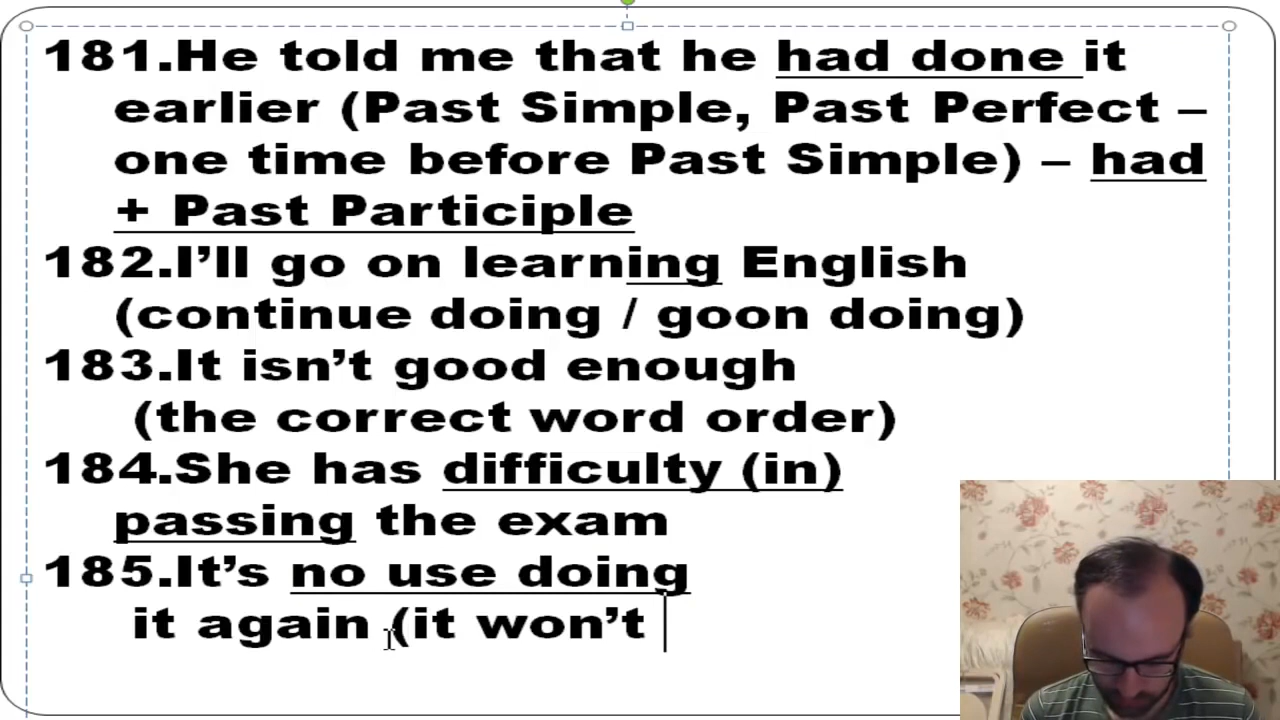 181.He told me that he had done it
earlier (Past Simple, Past Perfect –
one time before Past Simple) – had
+ Past Participle
182.I’ll go on learning English
(continue doing / goon doing)
183.It isn’t good enough
(the correct word order)
184.She has difficulty (in)
passing the exam
185.It’s no use doing
it again (it won’t